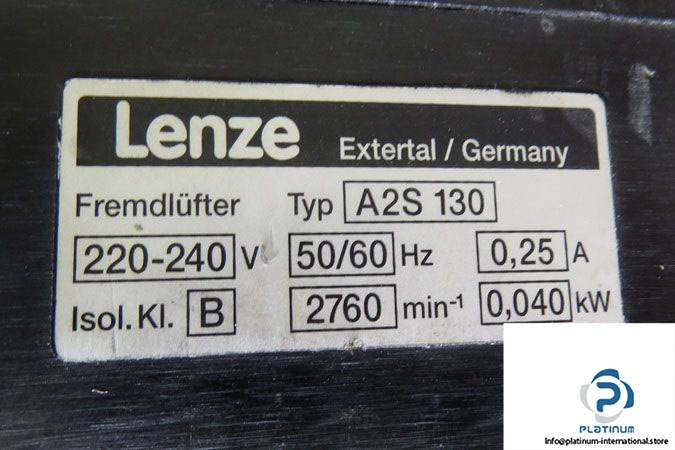 Lenze Extertal / Germany
Fremdlüfter Typ A2S 130
220-240 V 50/60 Hz 0,25 A
Isol. Kl. B 2760 min-1 0,040 kW
PLATINUM
Info@platinum-international.store